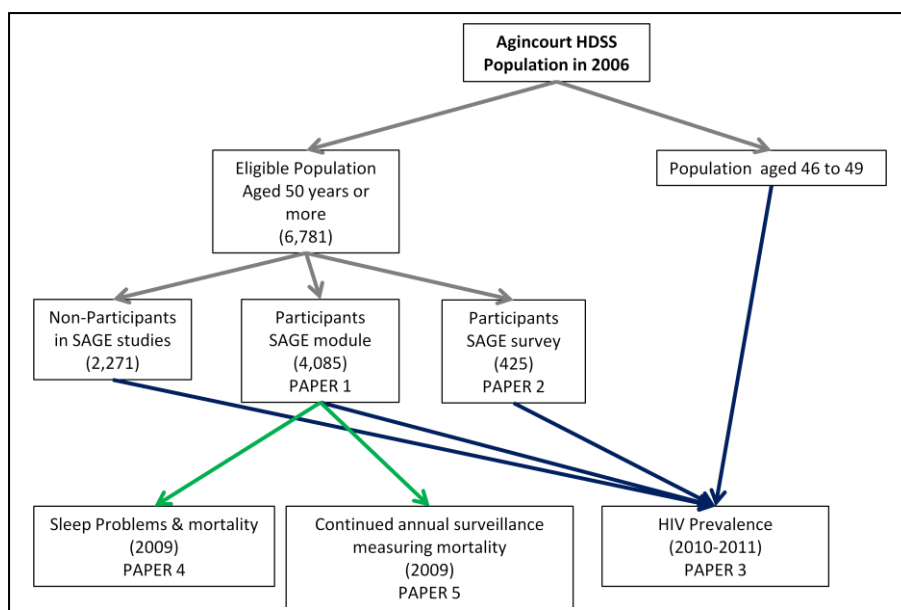 Agincourt HDSS
Population in 2006
Eligible Population
Aged 50 years or
more
(6,781)
Population aged 46 to 49
Non-Participants
in SAGE studies
(2,271)
Participants
SAGE module
(4,085)
PAPER 1
Participants
SAGE survey
(425)
PAPER 2
Sleep Problems & mortality
(2009)
PAPER 4
Continued annual surveillance
measuring mortality
(2009)
PAPER 5
HIV Prevalence
(2010-2011)
PAPER 3